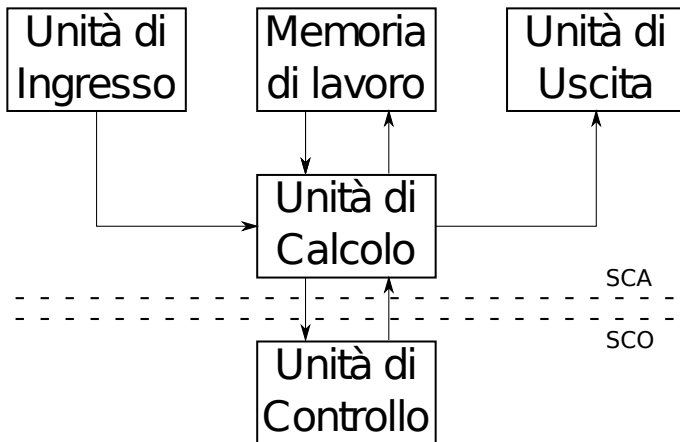 Unità di
Ingresso
Memoria
di lavoro
Unità di
Uscita
Unità di
Calcolo
SCA
SCO
Unità di
Controllo